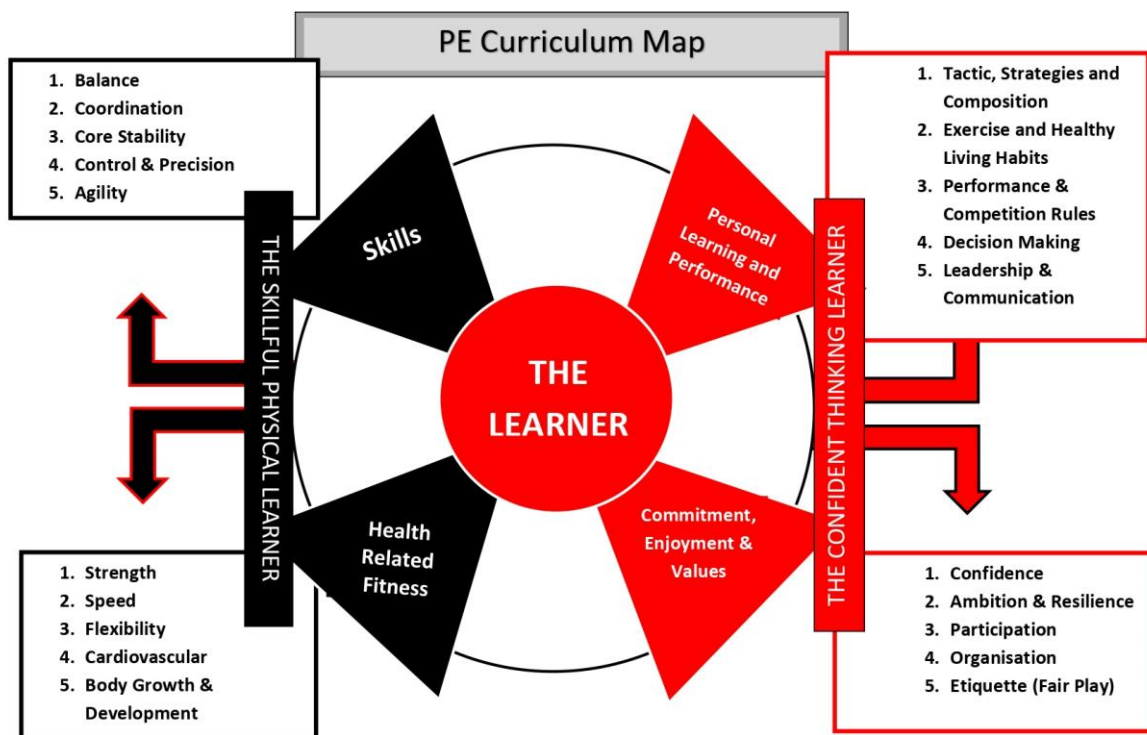 PE Curriculum Map
1. Balance
2. Coordination
3. Core Stability
4. Control & Precision
5. Agility
1. Tactic, Strategies and
Composition
2. Exercise and Healthy
Living Habits
3. Performance &
Competition Rules
4. Decision Making
5. Leadership &
Communication
THE SKILLFUL PHYSICAL LEARNER
Skills
Personal
Learning and
Performance
THE CONFIDENT THINKING LEARNER
THE
LEARNER
Health
Related
Fitness
Commitment,
Enjoyment &
Values
1. Strength
2. Speed
3. Flexibility
4. Cardiovascular
5. Body Growth &
Development
1. Confidence
2. Ambition & Resilience
3. Participation
4. Organisation
5. Etiquette (Fair Play)